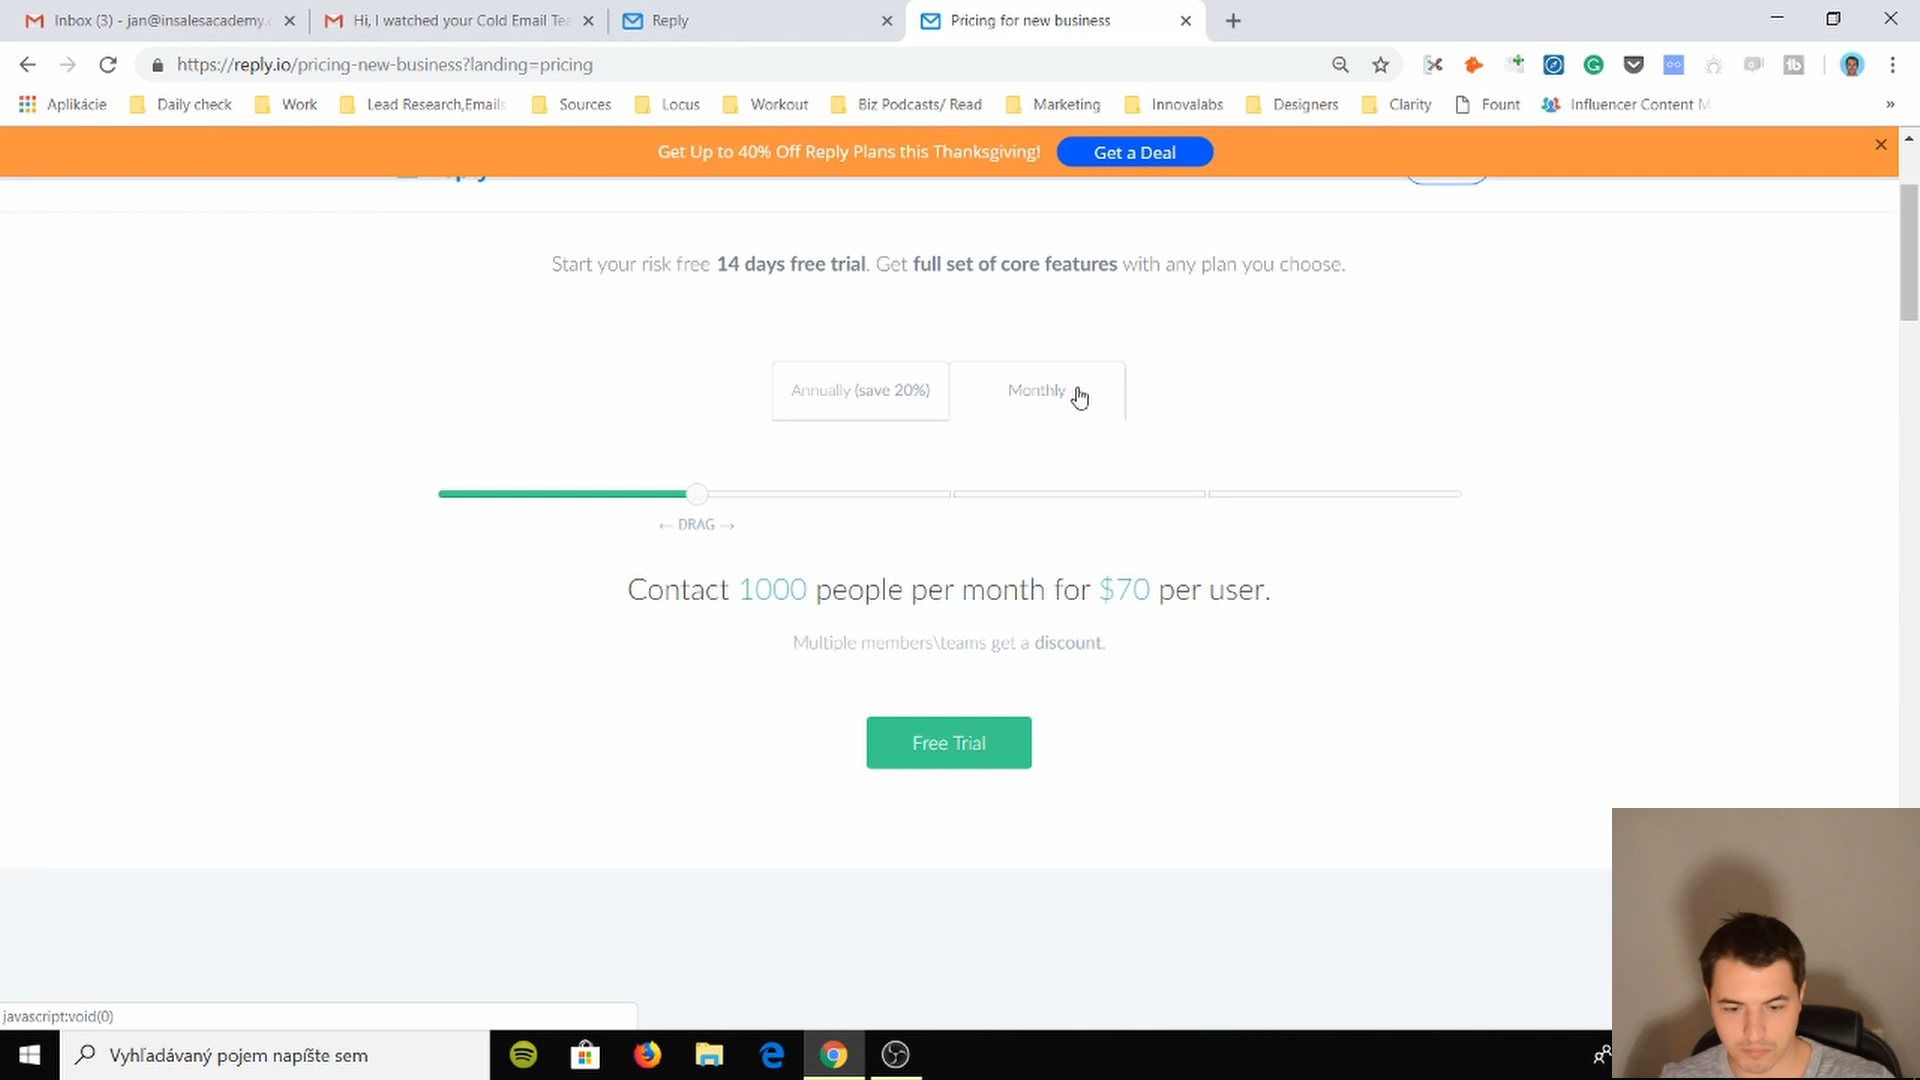 Inbox (3) - jan@insalesacademy.c
Hi, I watched your Cold Email Te
Reply
Pricing for new business
https://reply.io/pricing-new-business?landing=pricing
Aplikácie
Daily check
Work
Lead Research,Emails
Sources
Locus
Workout
Biz Podcasts/ Read
Marketing
Innovalabs
Designers
Clarity
Fount
Influencer Content M
»
Get Up to 40% Off Reply Plans this Thanksgiving!
Get a Deal
Start your risk free 14 days free trial. Get full set of core features with any plan you choose.
Annually (save 20%)
Monthly
← DRAG →
Contact 1000 people per month for $70 per user.
Multiple members\teams get a discount.
Free Trial
javascript:void(0)
Vyhľadávaný pojem napíšte sem